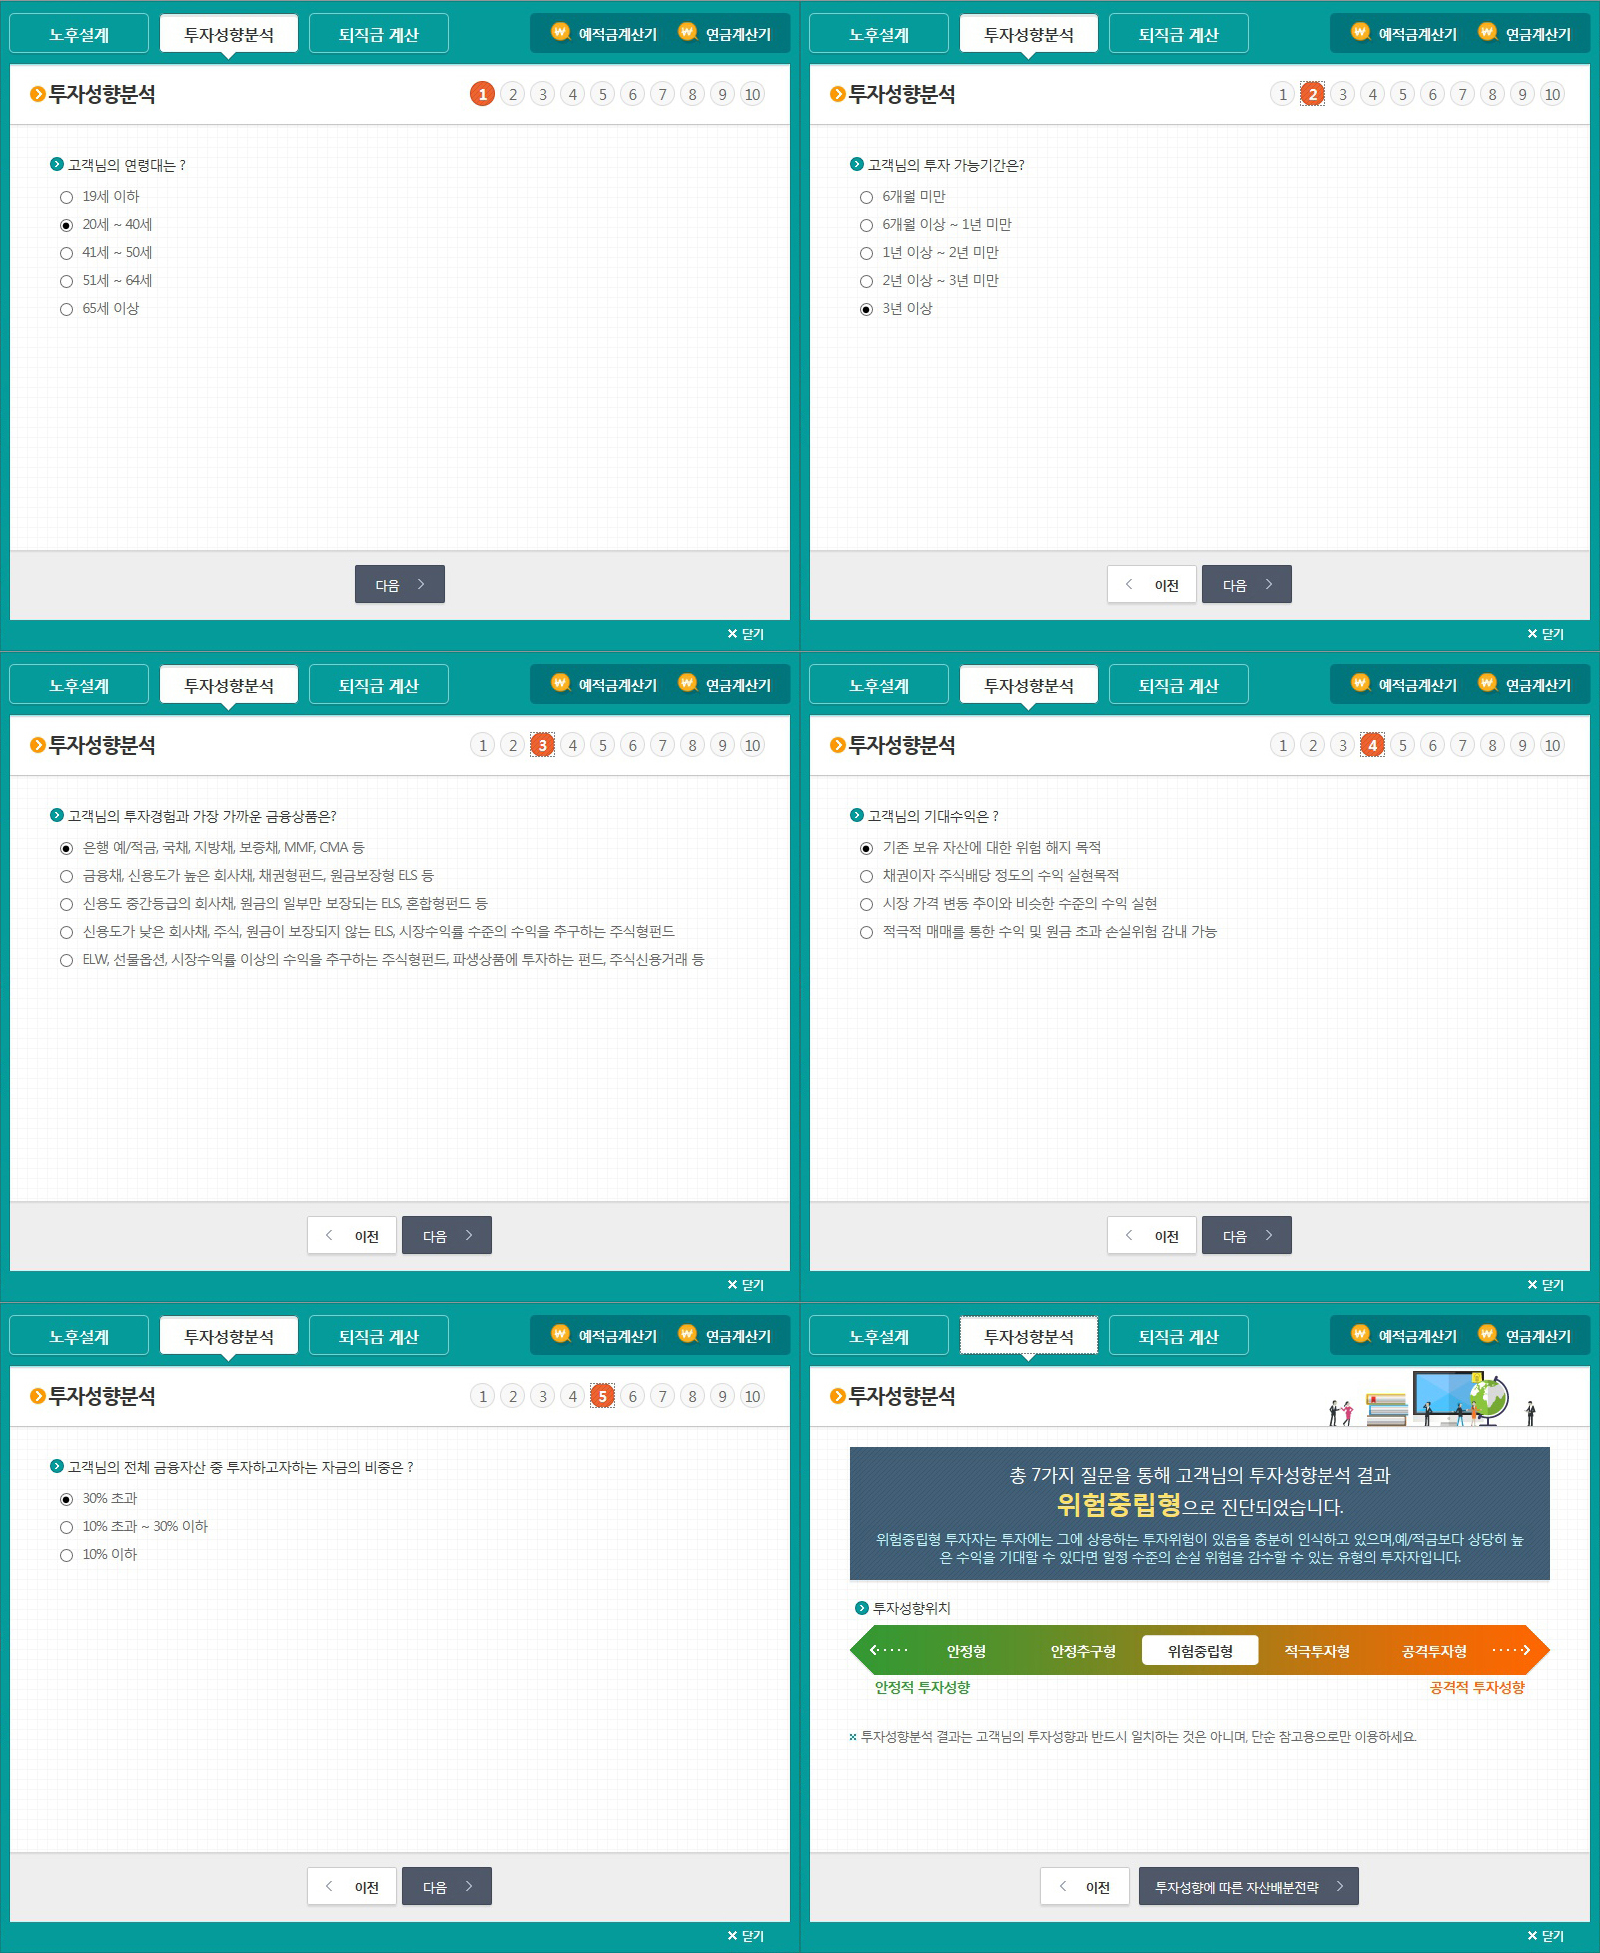 노후설계 투자성향분석 퇴직금 계산 예적금계산기 연금계산기
투자성향분석 1 2 3 4 5 6 7 8 9 10
고객님의 연령대는 ?
19세 이하
20세 ~ 40세
41세 ~ 50세
51세 ~ 64세
65세 이상
다음
닫기
노후설계 투자성향분석 퇴직금 계산 예적금계산기 연금계산기
투자성향분석 1 2 3 4 5 6 7 8 9 10
고객님의 투자 가능기간은?
6개월 미만
6개월 이상 ~ 1년 미만
1년 이상 ~ 2년 미만
2년 이상 ~ 3년 미만
3년 이상
이전 다음
닫기
노후설계 투자성향분석 퇴직금 계산 예적금계산기 연금계산기
투자성향분석 1 2 3 4 5 6 7 8 9 10
고객님의 투자경험과 가장 가까운 금융상품은?
은행 예/적금, 국채, 지방채, 보증채, MMF, CMA 등
금융채, 신용도가 높은 회사채, 채권형펀드, 원금보장형 ELS 등
신용도 중간등급의 회사채, 원금의 일부만 보장되는 ELS, 혼합형펀드 등
신용도가 낮은 회사채, 주식, 원금이 보장되지 않는 ELS, 시장수익률 수준의 수익을 추구하는 주식형펀드
ELW, 선물옵션, 시장수익률 이상의 수익을 추구하는 주식형펀드, 파생상품에 투자하는 펀드, 주식신용거래 등
이전 다음
닫기
노후설계 투자성향분석 퇴직금 계산 예적금계산기 연금계산기
투자성향분석 1 2 3 4 5 6 7 8 9 10
고객님의 기대수익은 ?
기존 보유 자산에 대한 위험 해지 목적
채권이자 주식배당 정도의 수익 실현목적
시장 가격 변동 추이와 비슷한 수준의 수익 실현
적극적 매매를 통한 수익 및 원금 초과 손실위험 감내 가능
이전 다음
닫기
노후설계 투자성향분석 퇴직금 계산 예적금계산기 연금계산기
투자성향분석 1 2 3 4 5 6 7 8 9 10
고객님의 전체 금융자산 중 투자하고자하는 자금의 비중은 ?
30% 초과
10% 초과 ~ 30% 이하
10% 이하
이전 다음
닫기
노후설계 투자성향분석 퇴직금 계산 예적금계산기 연금계산기
투자성향분석
총 7가지 질문을 통해 고객님의 투자성향분석 결과
위험중립형으로 진단되었습니다.
위험중립형 투자자는 투자에는 그에 상응하는 투자위험이 있음을 충분히 인식하고 있으며,예/적금보다 상당히 높
은 수익을 기대할 수 있다면 일정 수준의 손실 위험을 감수할 수 있는 유형의 투자자입니다.
투자성향위치
안정형 안정추구형 위험중립형 적극투자형 공격투자형
안정적 투자성향 공격적 투자성향
※ 투자성향분석 결과는 고객님의 투자성향과 반드시 일치하는 것은 아니며, 단순 참고용으로만 이용하세요.
이전 투자성향에 따른 자산배분전략
닫기